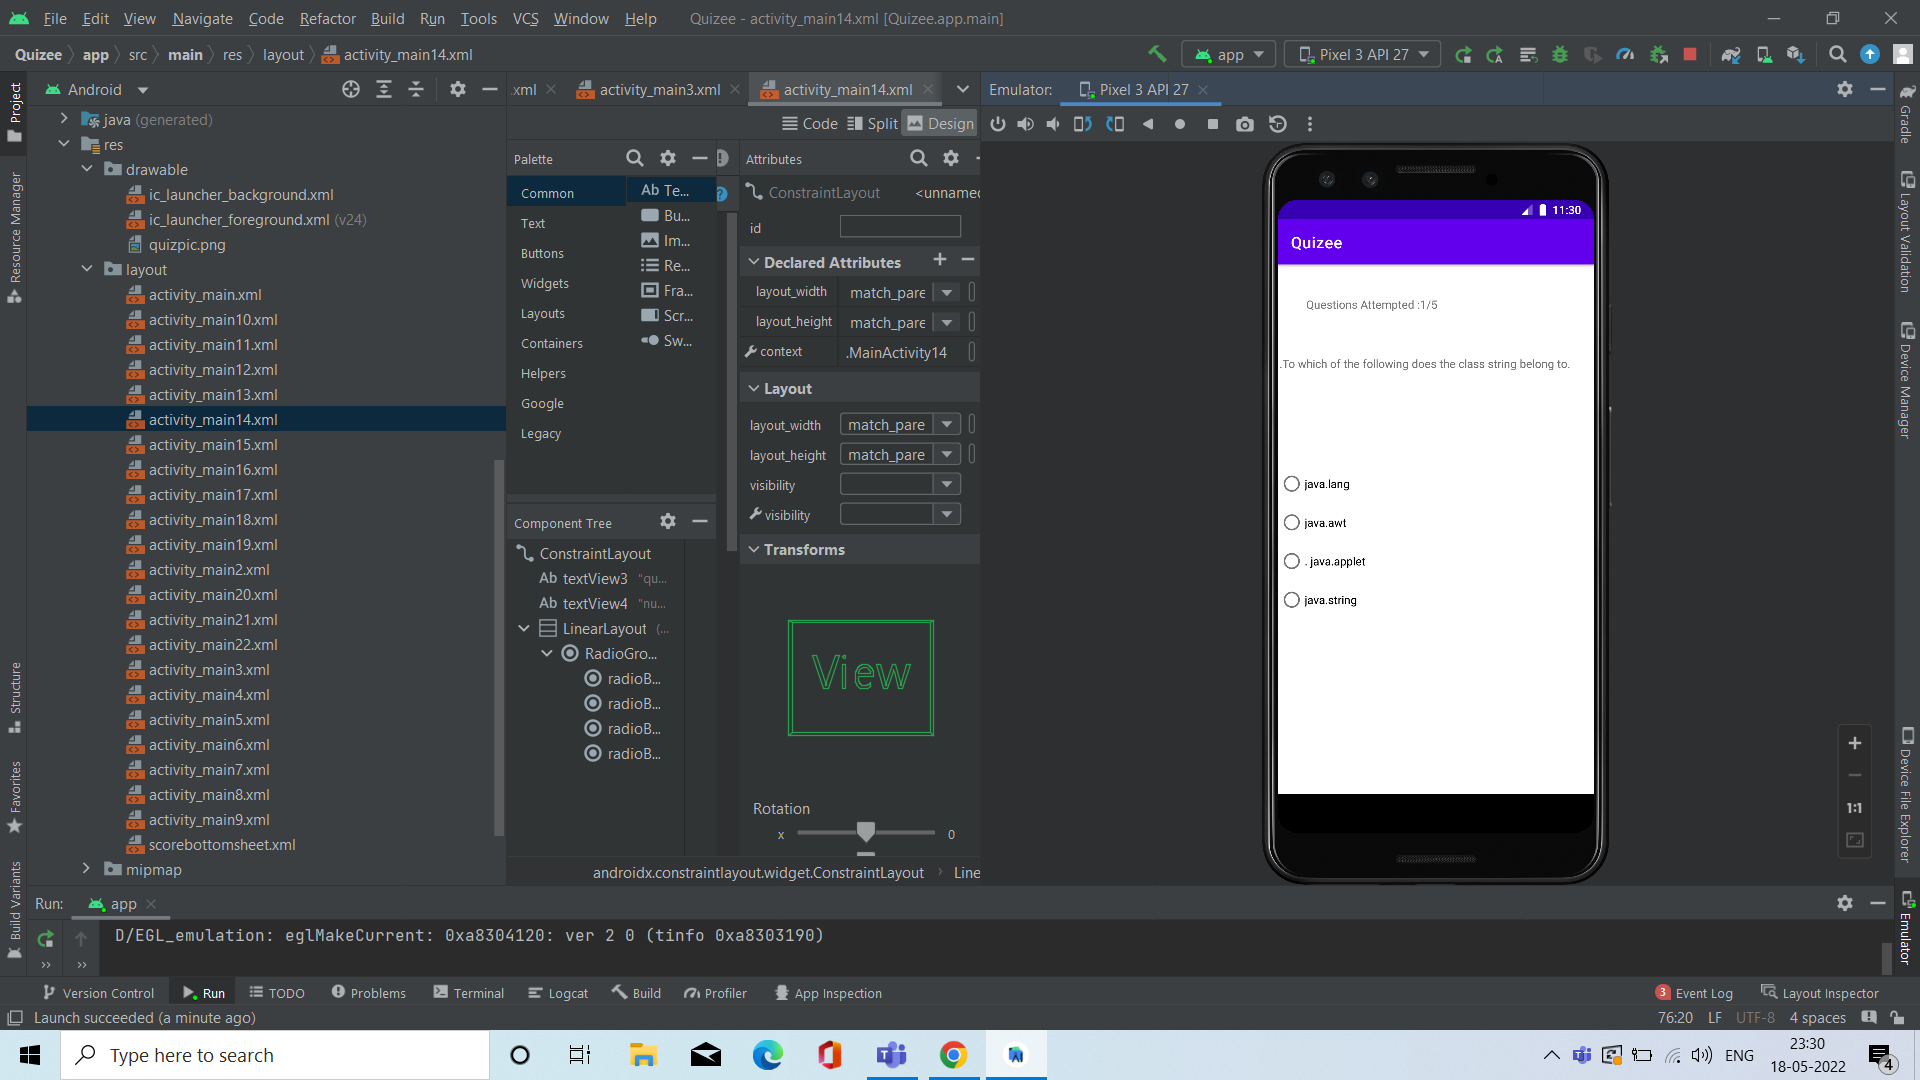 File Edit View Navigate Code Refactor Build Run Tools VCS Window Help Quizee - activity_main14.xml [Quizee.app.main]
Quizee app src main res layout activity_main14.xml
app Pixel 3 API 27
Project
Resource Manager
Structure
Favorites
Build Variants
Android
java (generated)
res
drawable
ic_launcher_background.xml
ic_launcher_foreground.xml (v24)
quizpic.png
layout
activity_main.xml
activity_main10.xml
activity_main11.xml
activity_main12.xml
activity_main13.xml
activity_main14.xml
activity_main15.xml
activity_main16.xml
activity_main17.xml
activity_main18.xml
activity_main19.xml
activity_main2.xml
activity_main20.xml
activity_main21.xml
activity_main22.xml
activity_main3.xml
activity_main4.xml
activity_main5.xml
activity_main6.xml
activity_main7.xml
activity_main8.xml
activity_main9.xml
scorebottomsheet.xml
mipmap
.xml activity_main3.xml activity_main14.xml
Code Split Design
Palette
Common
Text
Buttons
Widgets
Layouts
Containers
Helpers
Google
Legacy
Ab Te...
Bu...
Im...
Re...
Fra...
Scr...
Sw...
Component Tree
ConstraintLayout
Ab textView3 "qu...
Ab textView4 "nu...
LinearLayout (...
RadioGro...
radioB...
radioB...
radioB...
radioB...
Attributes
ConstraintLayout <unnamed
id
Declared Attributes
layout_width match_pare
layout_height match_pare
context .MainActivity14
Layout
layout_width match_pare
layout_height match_pare
visibility
visibility
Transforms
View
Rotation
x 0
androidx.constraintlayout.widget.ConstraintLayout Line
Emulator: Pixel 3 API 27
11:30
Quizee
Questions Attempted :1/5
.To which of the following does the class string belong to.
java.lang
java.awt
. java.applet
java.string
1:1
Gradle
Layout Validation
Device Manager
Device File Explorer
Emulator
Run: app
D/EGL_emulation: eglMakeCurrent: 0xa8304120: ver 2 0 (tinfo 0xa8303190)
Version Control Run TODO Problems Terminal Logcat Build Profiler App Inspection 3 Event Log Layout Inspector
Launch succeeded (a minute ago) 76:20 LF UTF-8 4 spaces
Type here to search
ENG
23:30
18-05-2022
4